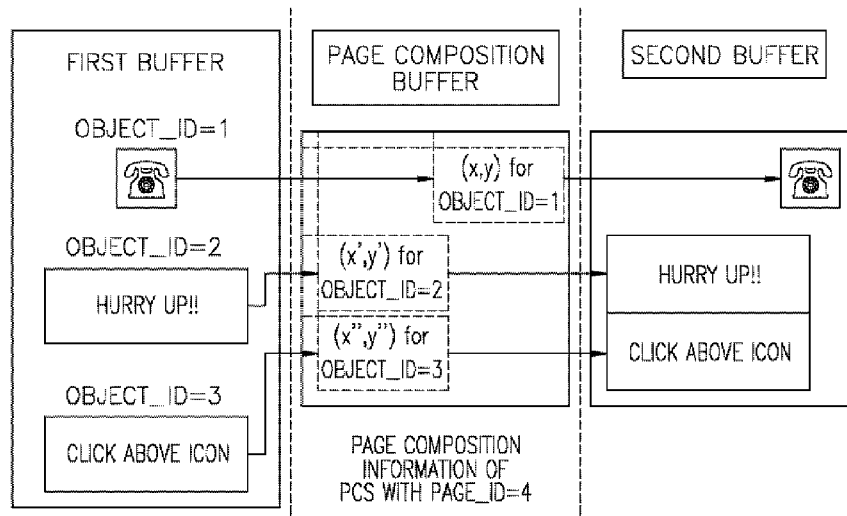 FIRST BUFFER
OBJECT_ID=1
OBJECT_ID=2
HURRY UP!!
OBJECT_ID=3
CLICK ABOVE ICON
PAGE COMPOSITION
BUFFER
(x,y) for
OBJECT_ID=1
(x',y') for
OBJECT_ID=2
(x",y") for
OBJECT_ID=3
PAGE COMPOSITION
INFORMATION OF
PCS WITH PAGE_ID=4
SECOND BUFFER
HURRY UP!!
CLICK ABOVE ICON